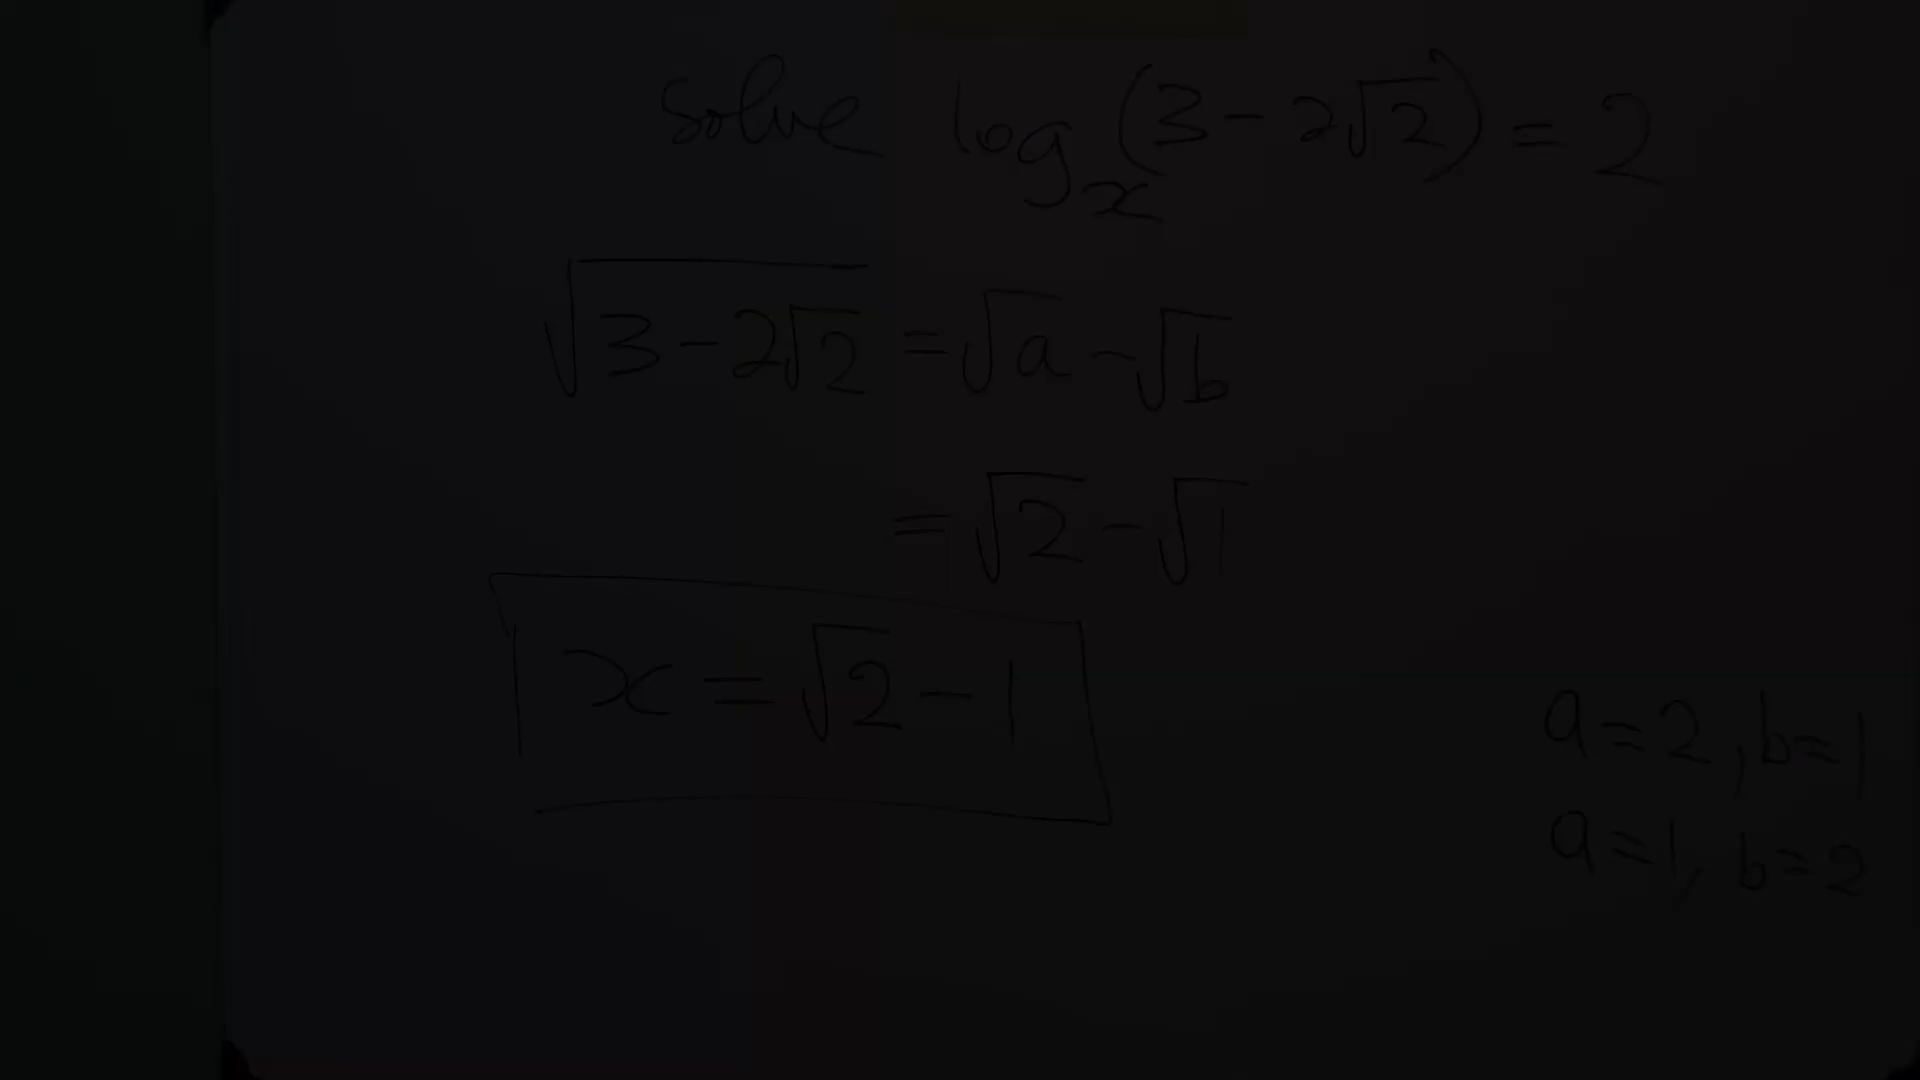 solve log_x (3 - 2√2) = 2
√(3 - 2√2) = √a - √b
= √2 - √1
x = √2 - 1
a = 2, b = 1
a = 1, b = 2